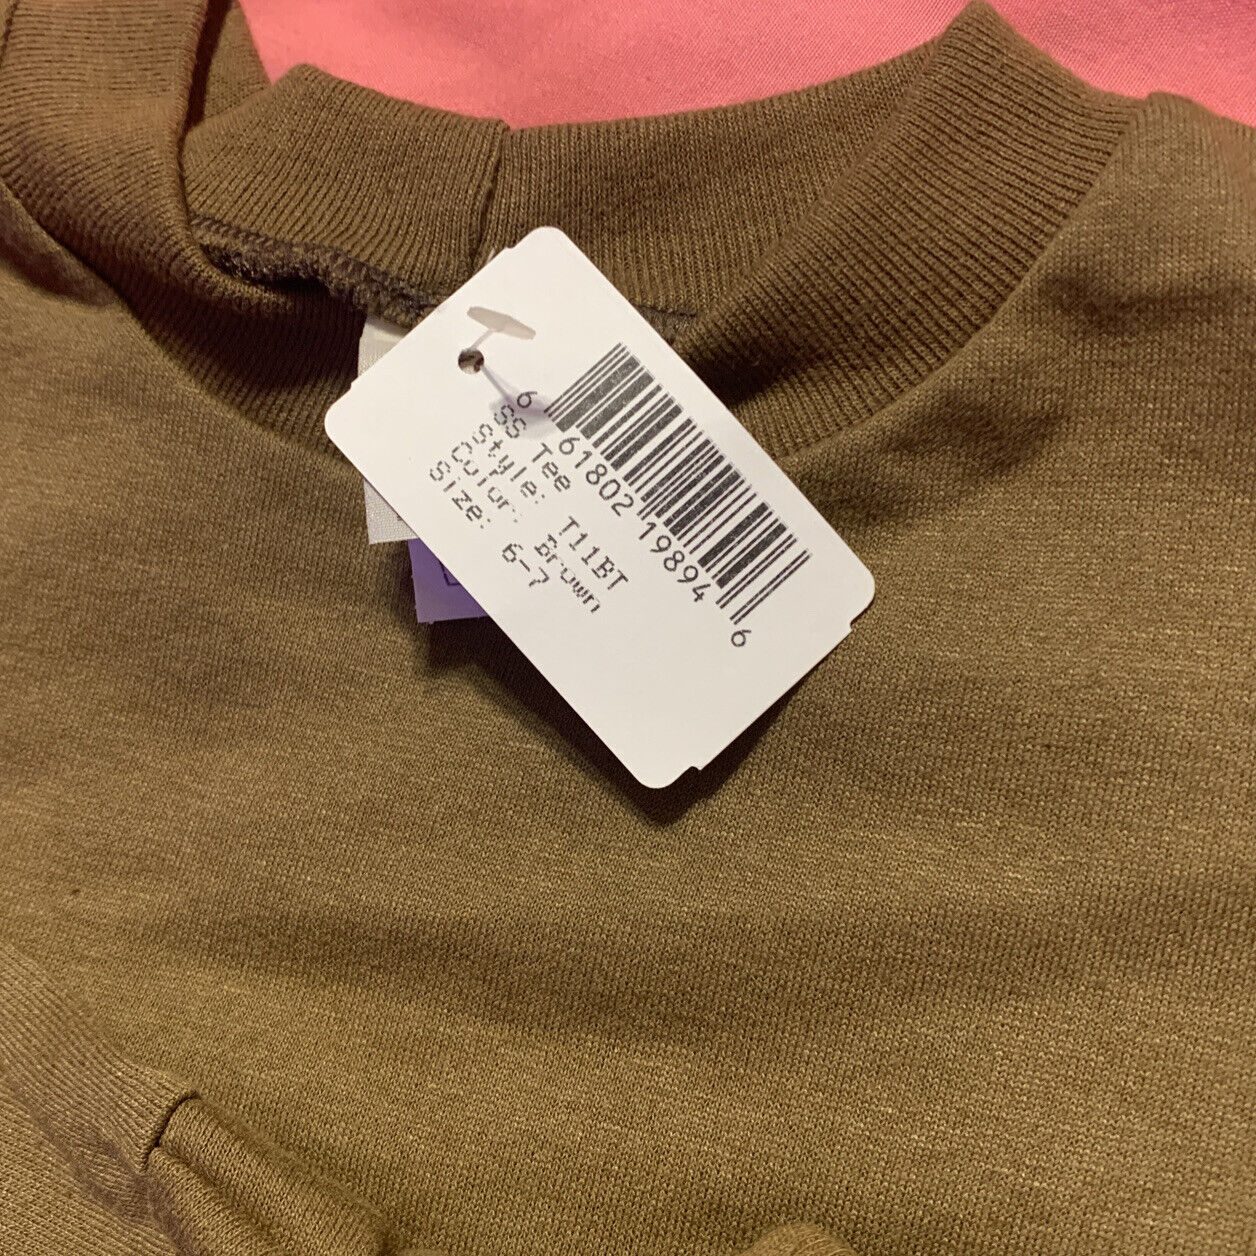 6 61802 19894 6
SS Tee
Style: T11BT
Color: Brown
Size: 6-7